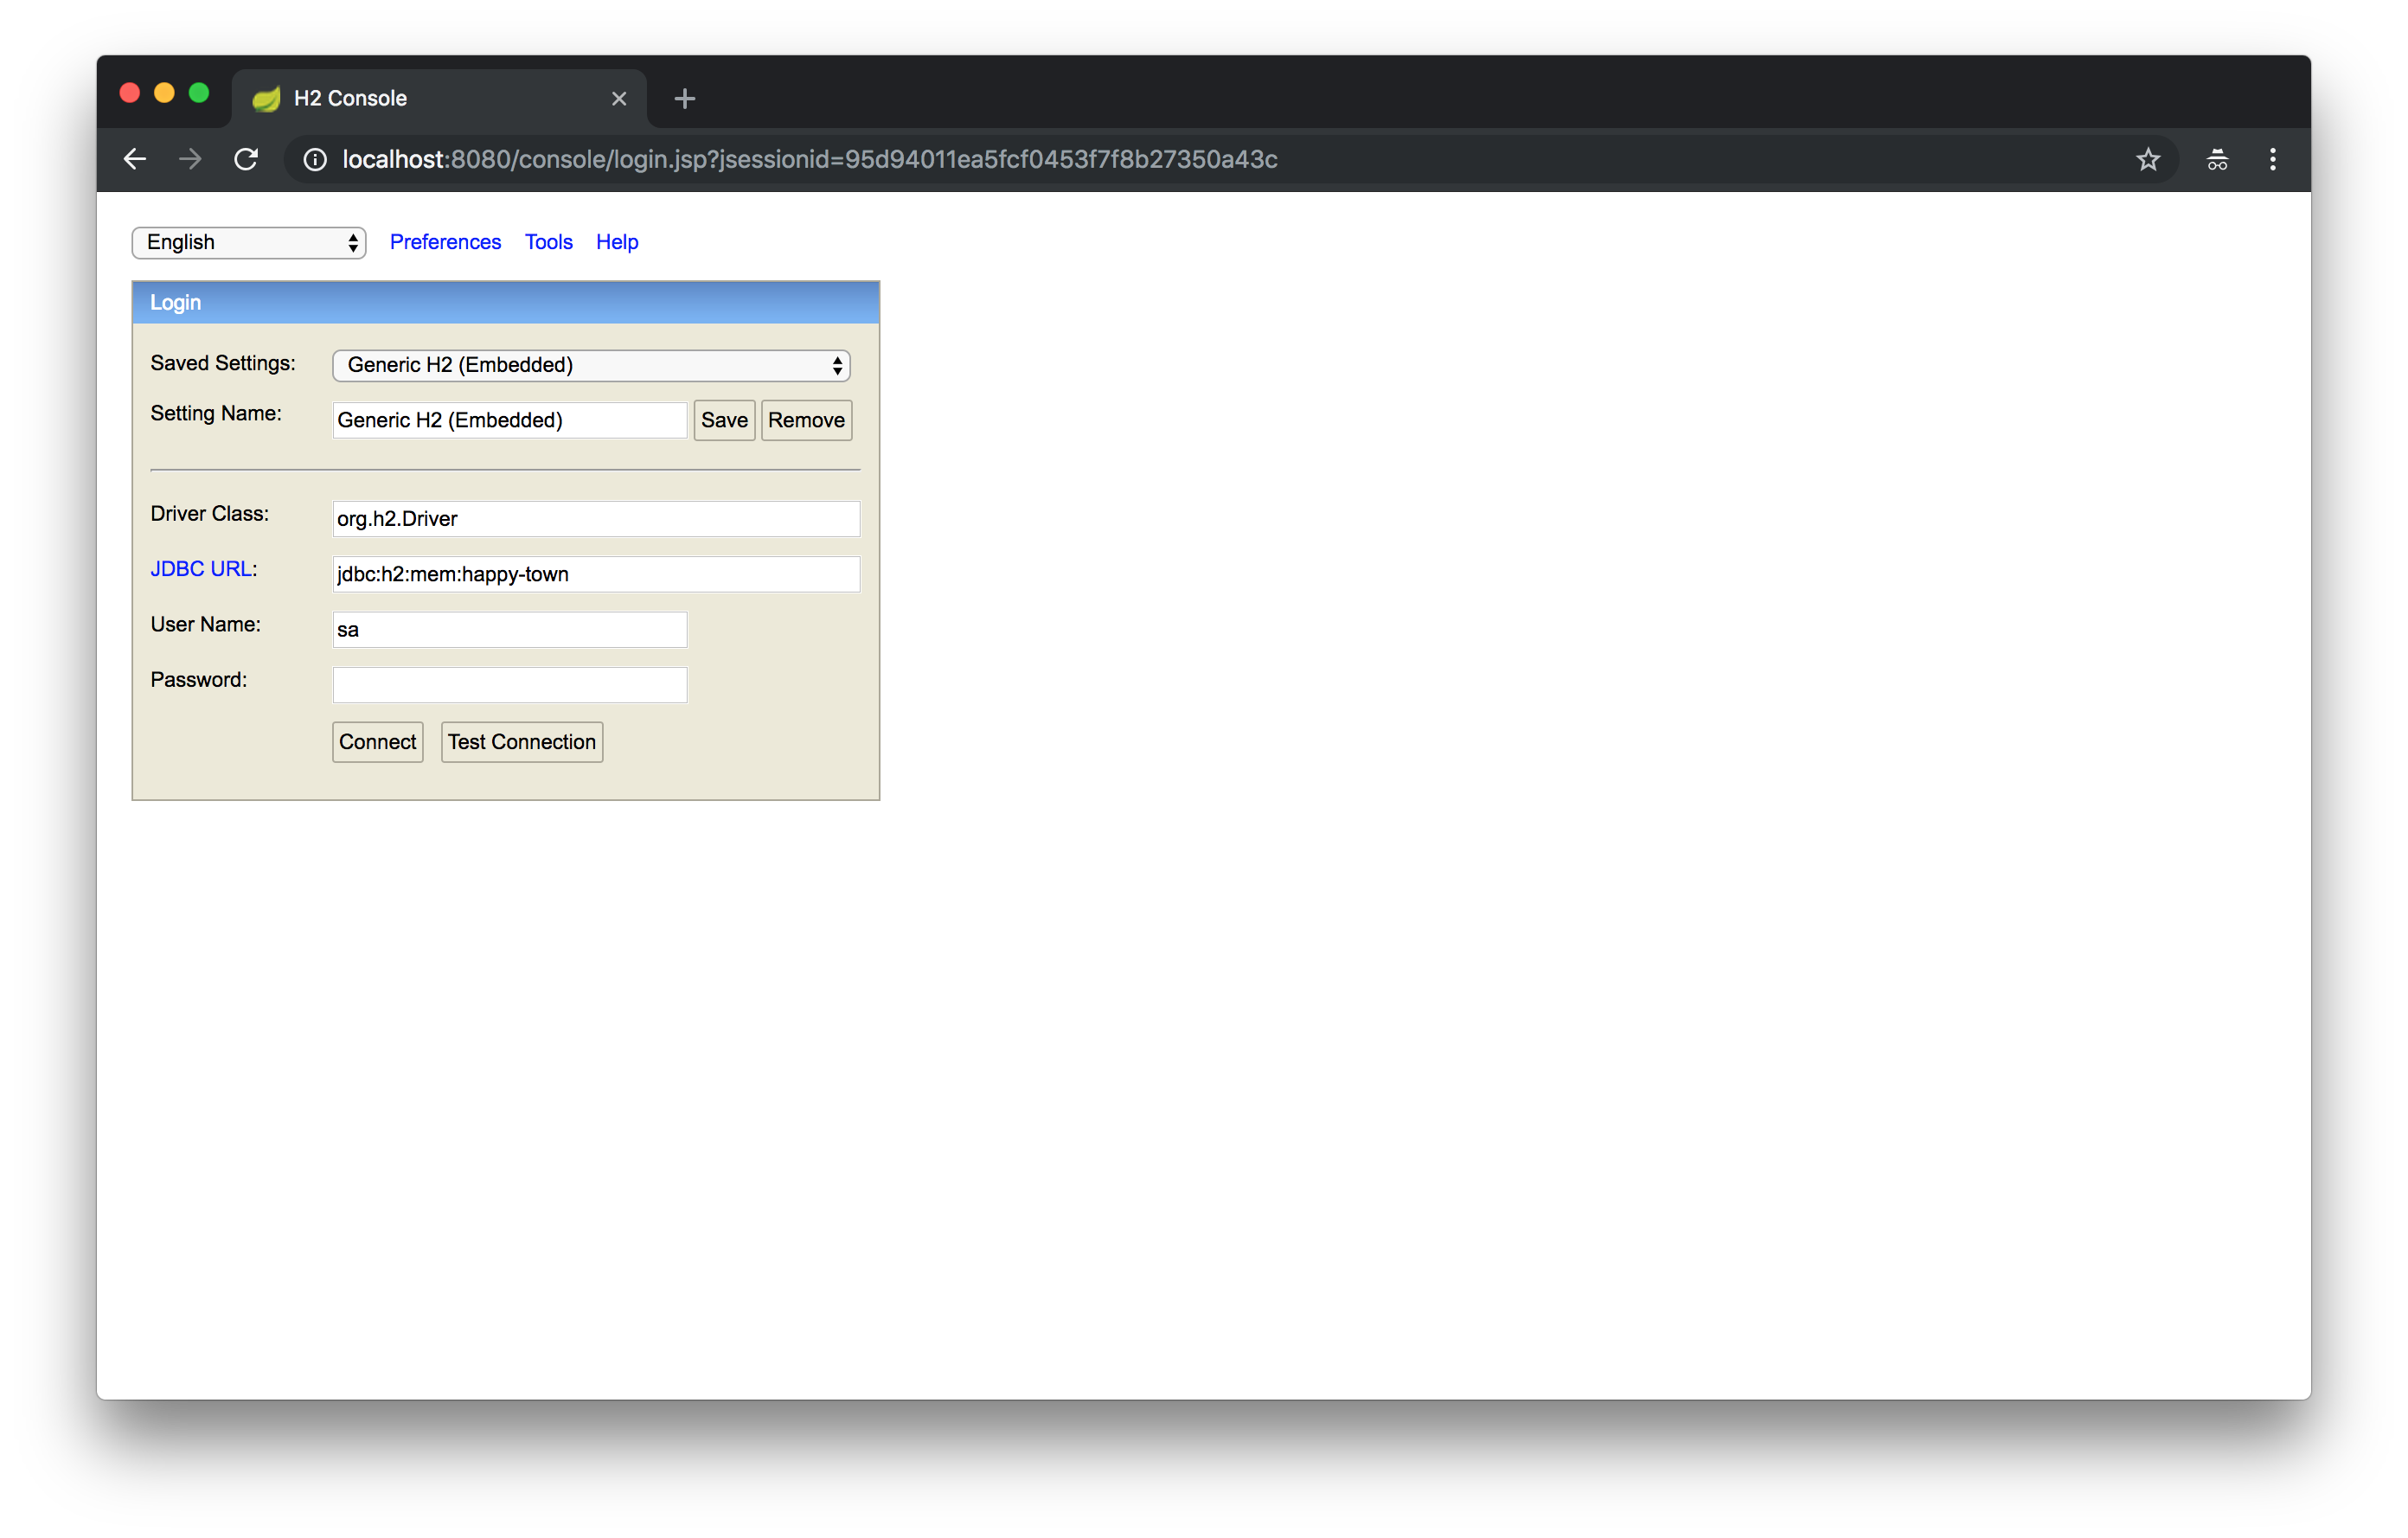 H2 Console
localhost:8080/console/login.jsp?jsessionid=95d94011ea5fcf0453f7f8b27350a43c
English Preferences Tools Help
Login
Saved Settings: Generic H2 (Embedded)
Setting Name: Generic H2 (Embedded) Save Remove
Driver Class: org.h2.Driver
JDBC URL: jdbc:h2:mem:happy-town
User Name: sa
Password:
Connect Test Connection